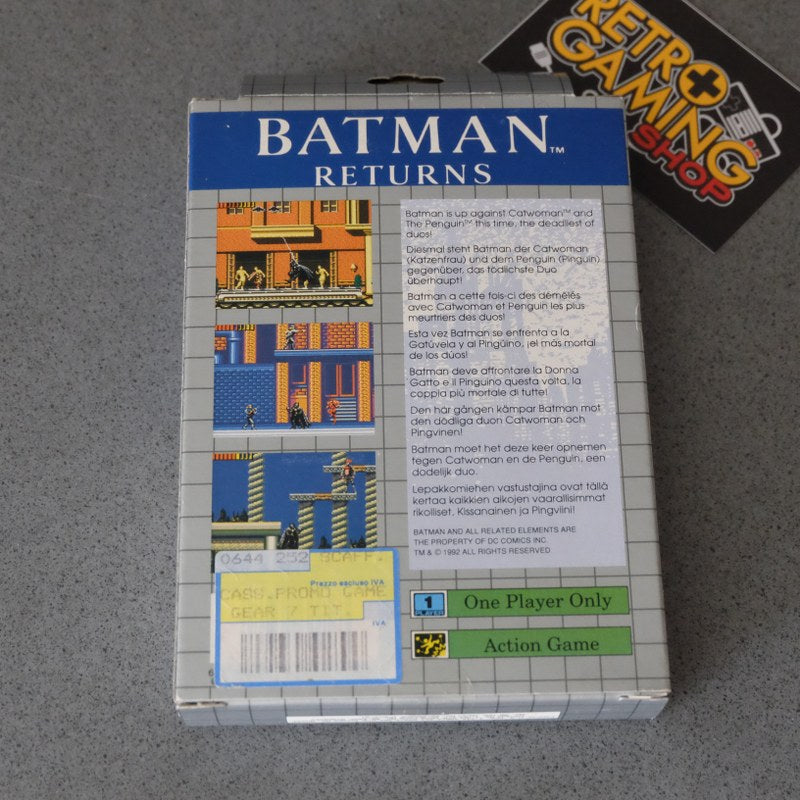 RETRO
GAMING
SHOP
BATMAN™
RETURNS
Batman is up against Catwoman™ and
The Penguin™ this time, the deadliest of
duos!
Diesmal steht Batman der Catwoman
(Katzenfrau) und dem Penguin (Pinguin)
gegenüber, das tödlichste Duo
überhaupt!
Batman a cette fois-ci des démêlés
avec Catwoman et Penguin les plus
meurtriers des duos!
Esta vez Batman se enfrenta a la
Gatúvela y al Pingüino, ¡el más mortal
de los dúos!
Batman deve affrontare la Donna
Gatto e il Pinguino questa volta, la
coppia più mortale di tutte!
Den här gången kämpar Batman mot
den dödliga duon Catwoman och
Pingvinen!
Batman moet het deze keer opnemen
tegen Catwoman en de Penguin, een
dodelijk duo.
Lepakkomiehen vastustajina ovat tällä
kertaa kaikkien aikojen vaarallisimmat
rikolliset, Kissanainen ja Pingviini!
BATMAN AND ALL RELATED ELEMENTS ARE
THE PROPERTY OF DC COMICS INC.
TM & © 1992 ALL RIGHTS RESERVED
0644 252 SCAFF.
Prezzo escluso IVA
CASS.PROMO GAME
GEAR 7 TIT.
IVA
1
PLAYER
One Player Only
Action Game